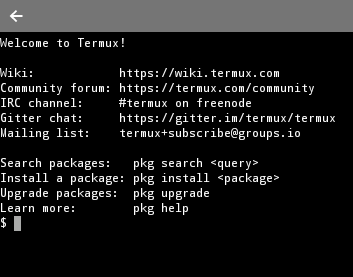 Welcome to Termux!
Wiki: https://wiki.termux.com
Community forum: https://termux.com/community
IRC channel: #termux on freenode
Gitter chat: https://gitter.im/termux/termux
Mailing list: termux+subscribe@groups.io
Search packages: pkg search <query>
Install a package: pkg install <package>
Upgrade packages: pkg upgrade
Learn more: pkg help
$